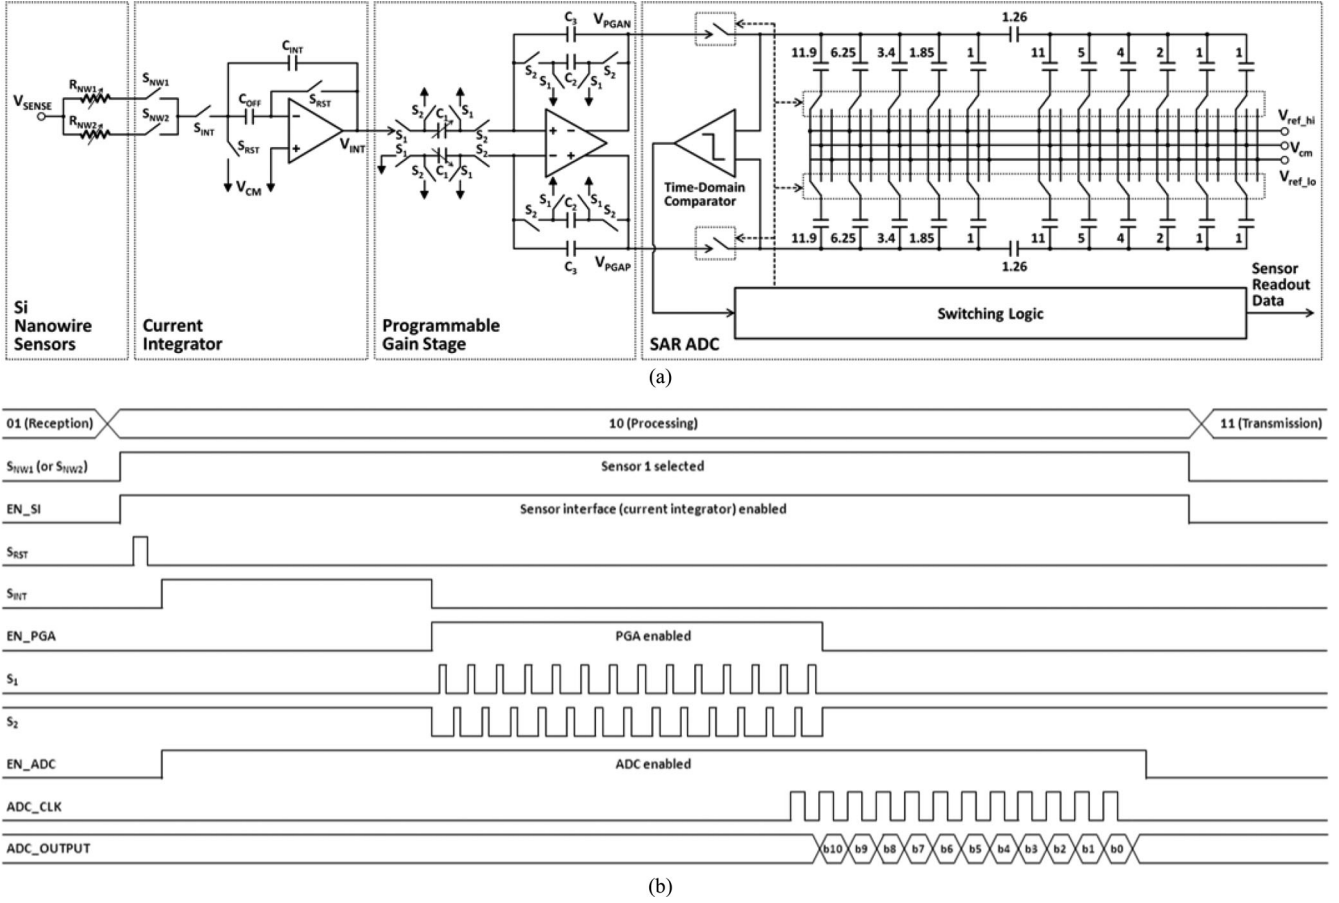 V_SENSE
R_NW1
R_NW2
S_NW1
S_NW2
Si
Nanowire
Sensors
S_INT
C_INT
C_OFF
S_RST
S_RST
V_CM
V_INT
Current
Integrator
S_1 S_2 C_1 S_1 S_2
S_1 S_2 C_1 S_1 S_2
C_3
V_PGAN
S_2 S_1 C_2 S_1 S_2
S_2 S_1 C_2 S_1 S_2
C_3
V_PGAP
Programmable
Gain Stage
1.26
11.9 6.25 3.4 1.85 1 11 5 4 2 1 1
V_ref_hi
V_cm
V_ref_lo
Time-Domain
Comparator
11.9 6.25 3.4 1.85 1 11 5 4 2 1 1
1.26
Switching Logic
Sensor
Readout
Data
SAR ADC
(a)
01 (Reception) 10 (Processing) 11 (Transmission)
S_NW1 (or S_NW2) Sensor 1 selected
EN_SI Sensor interface (current integrator) enabled
S_RST
S_INT
EN_PGA PGA enabled
S_1
S_2
EN_ADC ADC enabled
ADC_CLK
ADC_OUTPUT b10 b9 b8 b7 b6 b5 b4 b3 b2 b1 b0
(b)